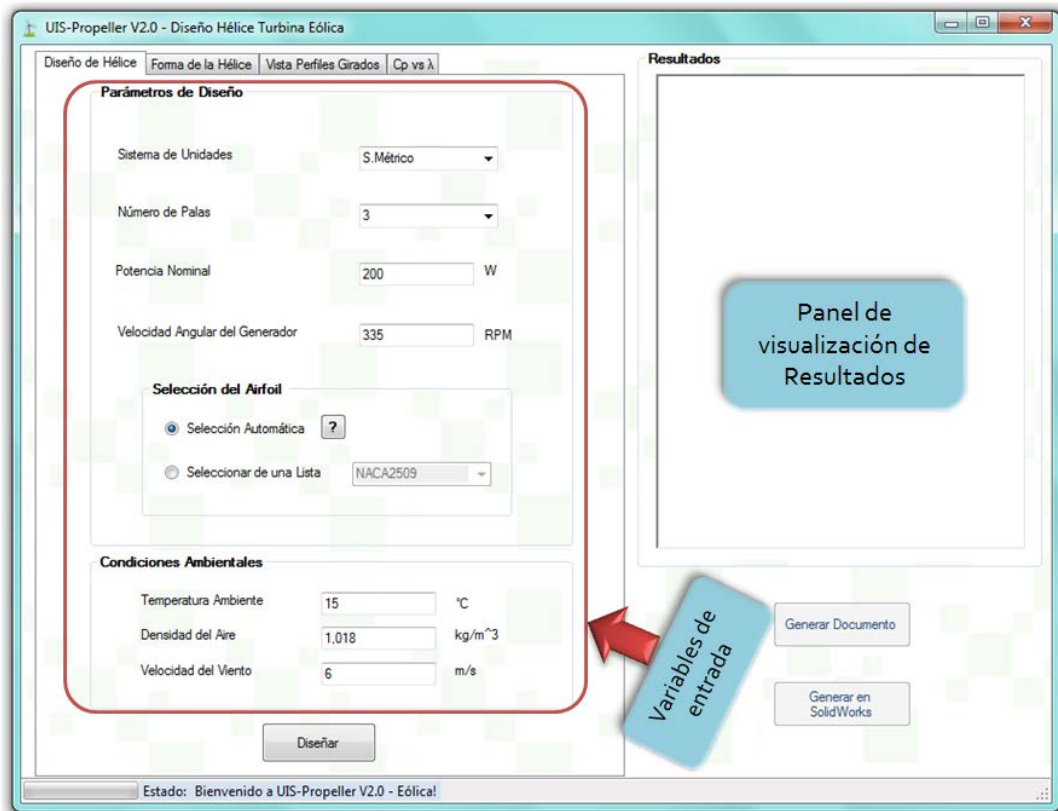 UIS-Propeller V2.0 - Diseño Hélice Turbina Eólica
Diseño de Hélice
Forma de la Hélice
Vista Perfiles Girados
Cp vs λ
Parámetros de Diseño
Sistema de Unidades
S.Métrico
Número de Palas
3
Potencia Nominal
200
W
Velocidad Angular del Generador
335
RPM
Selección del Airfoil
Selección Automática
?
Seleccionar de una Lista
NACA2509
Condiciones Ambientales
Temperatura Ambiente
15
°C
Densidad del Aire
1,018
kg/m^3
Velocidad del Viento
6
m/s
Diseñar
Resultados
Panel de
visualización de
Resultados
Variables de
entrada
Generar Documento
Generar en
SolidWorks
Estado: Bienvenido a UIS-Propeller V2.0 - Eólica!